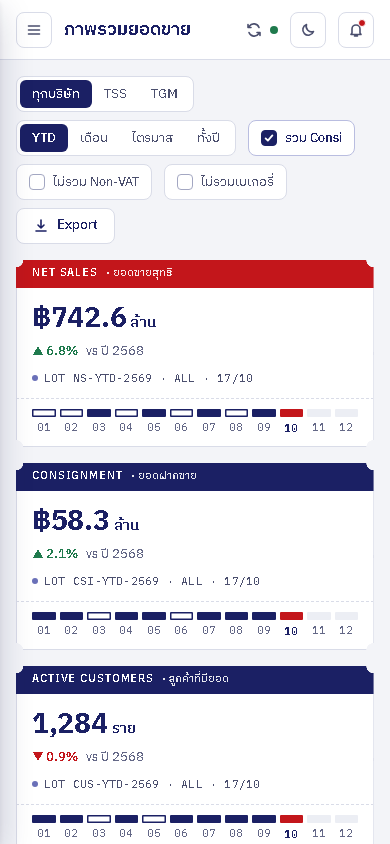 ภาพรวมยอดขาย
ทุกบริษัท TSS TGM
YTD เดือน ไตรมาส ทั้งปี รวม Consi
ไม่รวม Non-VAT ไม่รวมเบเกอรี่
Export
NET SALES · ยอดขายสุทธิ
฿742.6 ล้าน
▲ 6.8% vs ปี 2568
LOT NS-YTD-2569 · ALL · 17/10
01 02 03 04 05 06 07 08 09 10 11 12
CONSIGNMENT · ยอดฝากขาย
฿58.3 ล้าน
▲ 2.1% vs ปี 2568
LOT CSI-YTD-2569 · ALL · 17/10
01 02 03 04 05 06 07 08 09 10 11 12
ACTIVE CUSTOMERS · ลูกค้าที่มียอด
1,284 ราย
▼ 0.9% vs ปี 2568
LOT CUS-YTD-2569 · ALL · 17/10
01 02 03 04 05 06 07 08 09 10 11 12